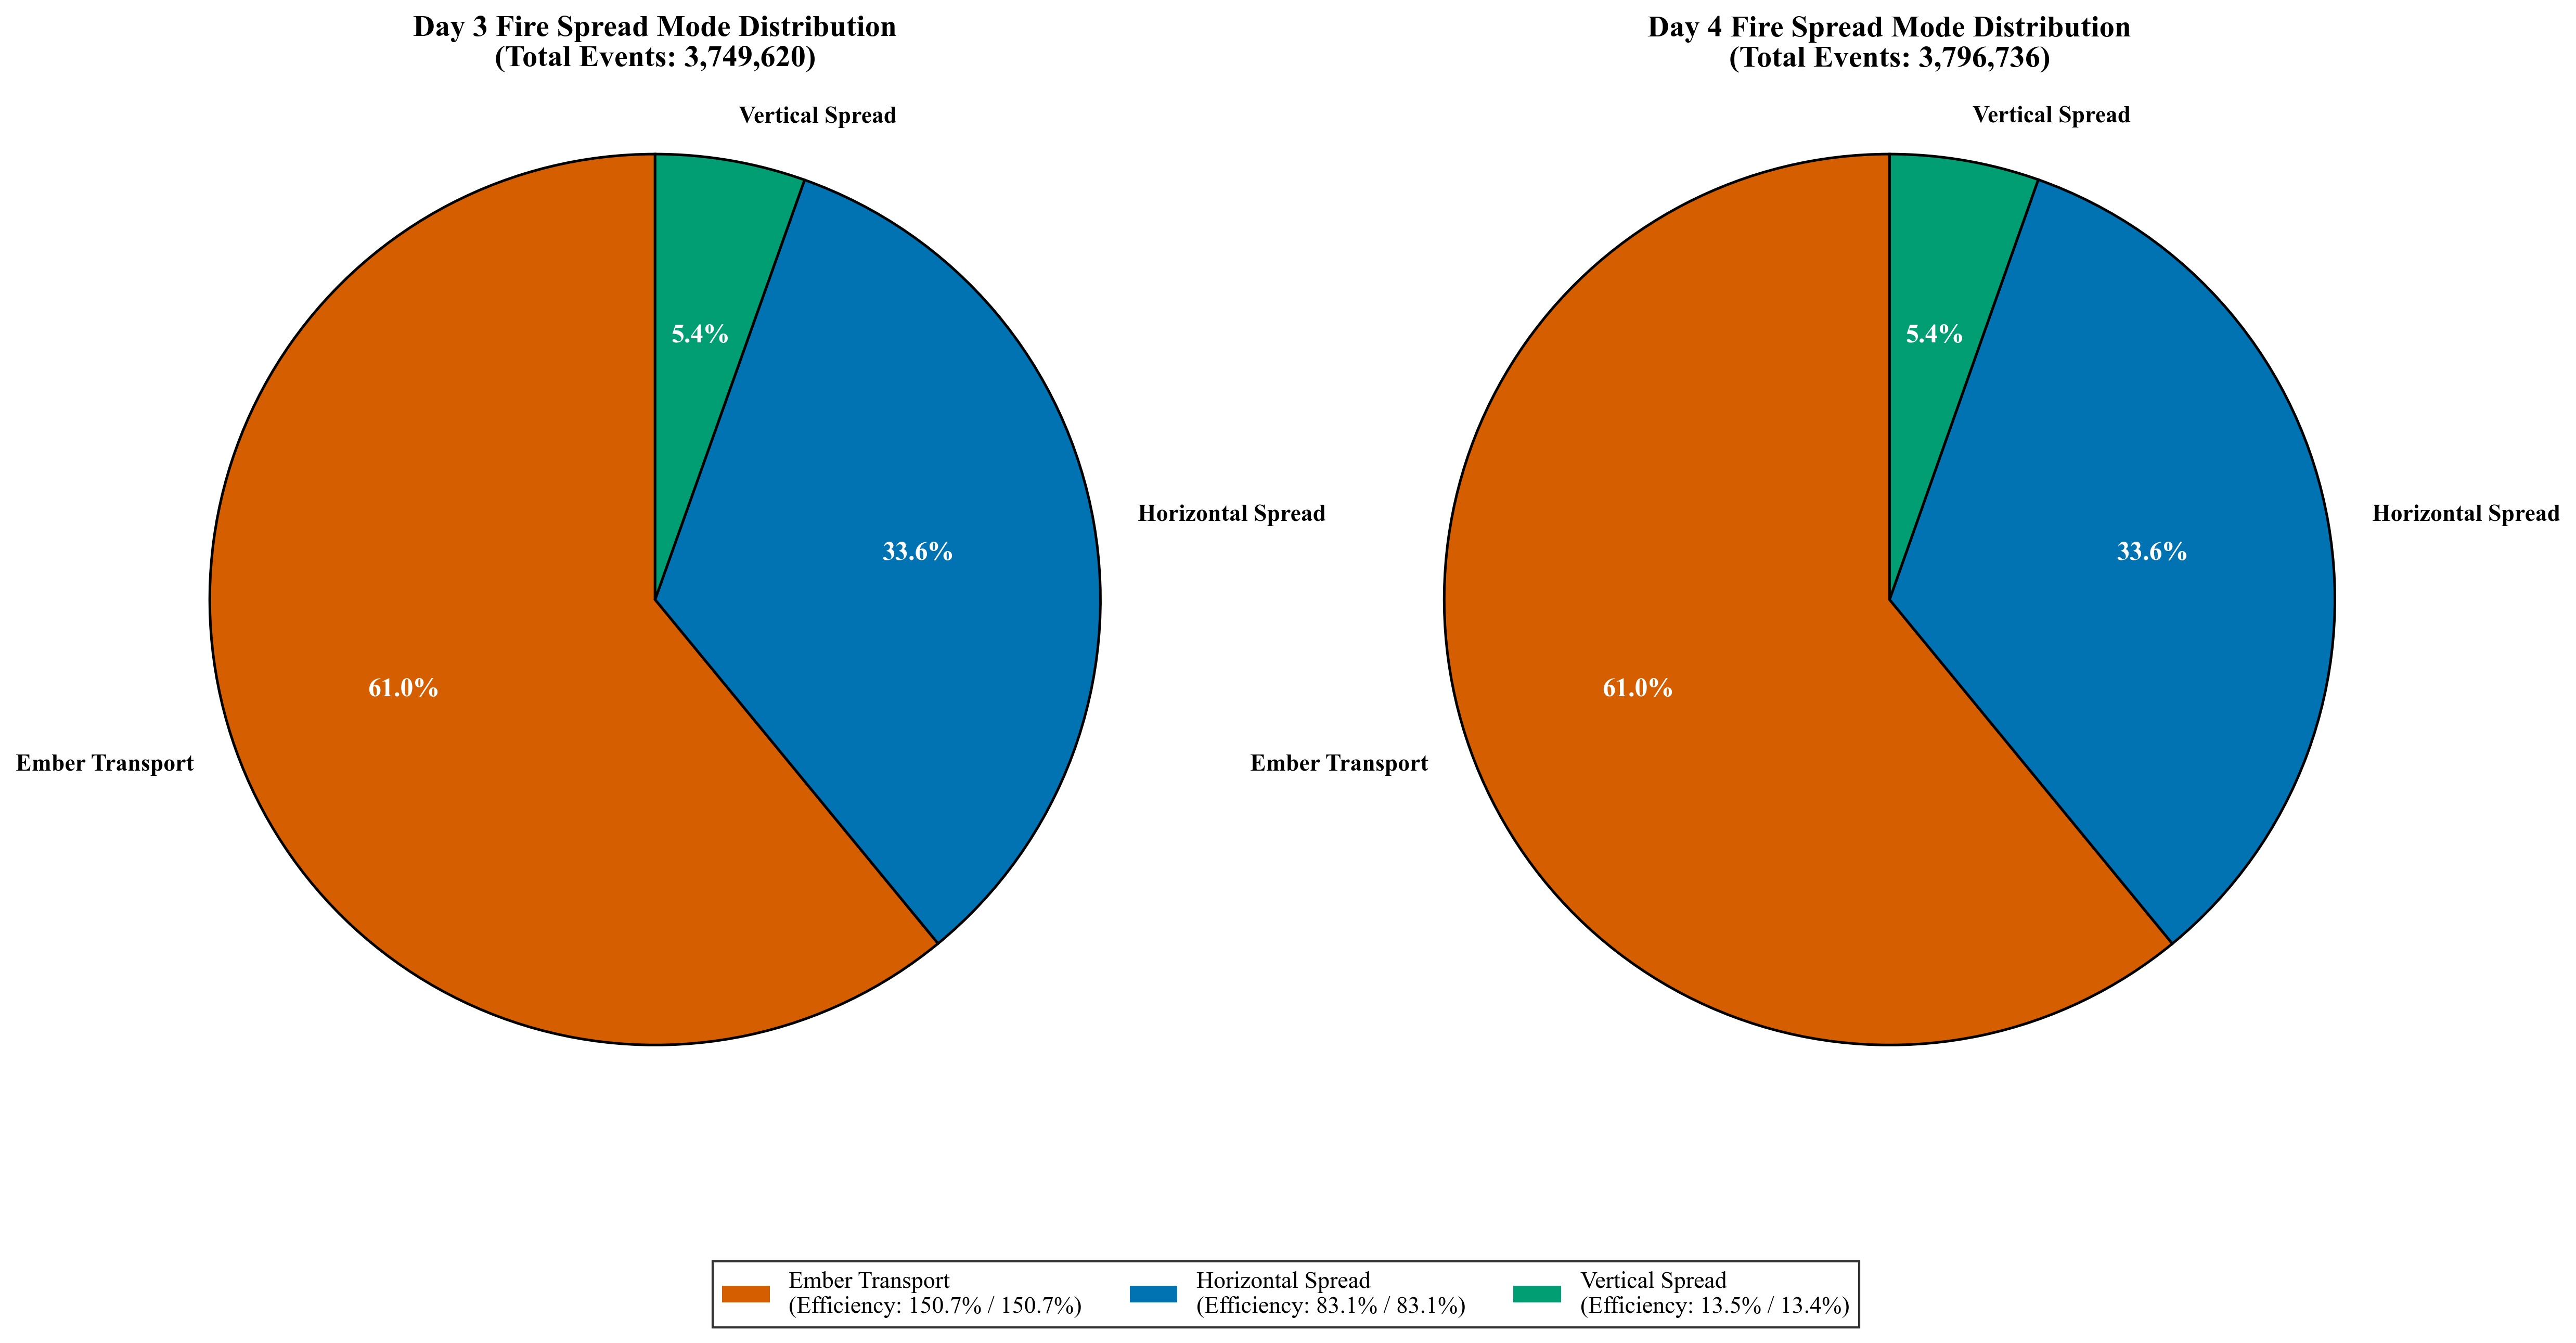 Day 3 Fire Spread Mode Distribution
(Total Events: 3,749,620)
Vertical Spread
5.4%
Horizontal Spread
33.6%
61.0%
Ember Transport
Day 4 Fire Spread Mode Distribution
(Total Events: 3,796,736)
Vertical Spread
5.4%
Horizontal Spread
33.6%
61.0%
Ember Transport
Ember Transport
(Efficiency: 150.7% / 150.7%)
Horizontal Spread
(Efficiency: 83.1% / 83.1%)
Vertical Spread
(Efficiency: 13.5% / 13.4%)